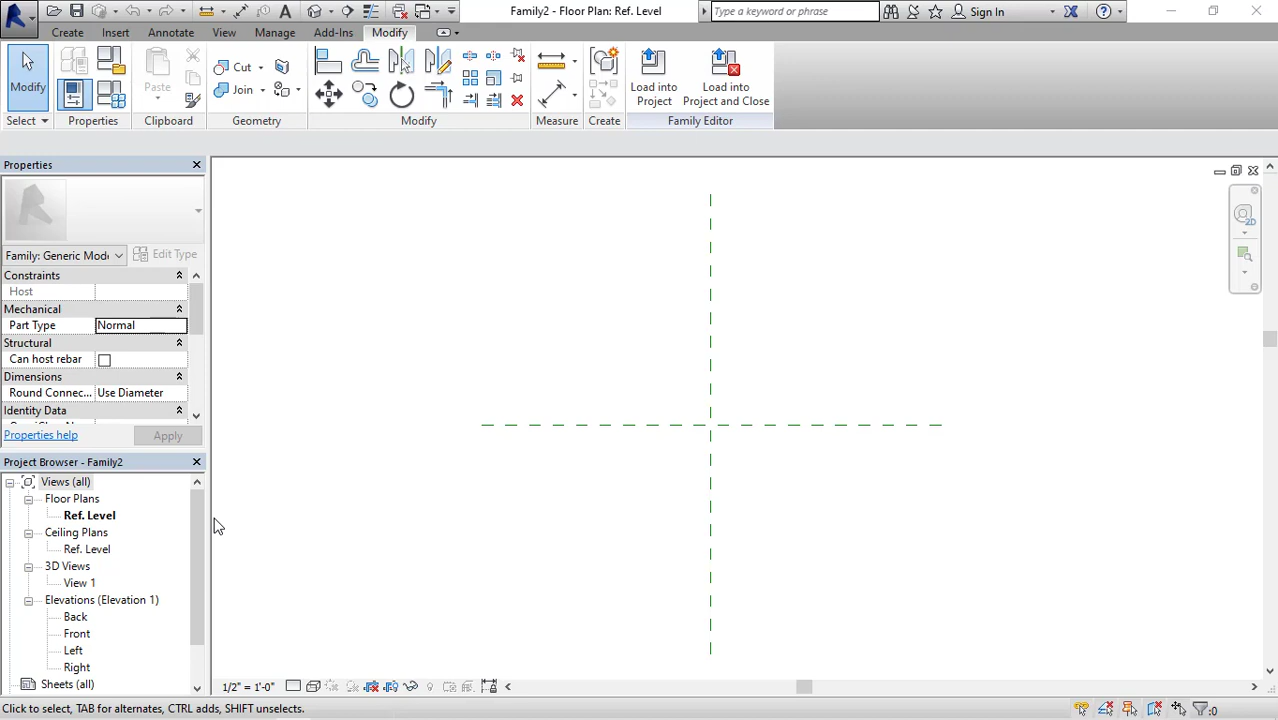 Family2 - Floor Plan: Ref. Level
Type a keyword or phrase
Sign In
Create
Insert
Annotate
View
Manage
Add-Ins
Modify
Modify
Paste
Cut
Join
Load into
Project
Load into
Project and Close
Select
Properties
Clipboard
Geometry
Modify
Measure
Create
Family Editor
Properties
Family: Generic Mode
Edit Type
Constraints
Host
Mechanical
Part Type
Normal
Structural
Can host rebar
Dimensions
Round Connec...
Use Diameter
Identity Data
Properties help
Apply
Project Browser - Family2
Views (all)
Floor Plans
Ref. Level
Ceiling Plans
Ref. Level
3D Views
View 1
Elevations (Elevation 1)
Back
Front
Left
Right
Sheets (all)
2D
1/2" = 1'-0"
Click to select, TAB for alternates, CTRL adds, SHIFT unselects.
:0